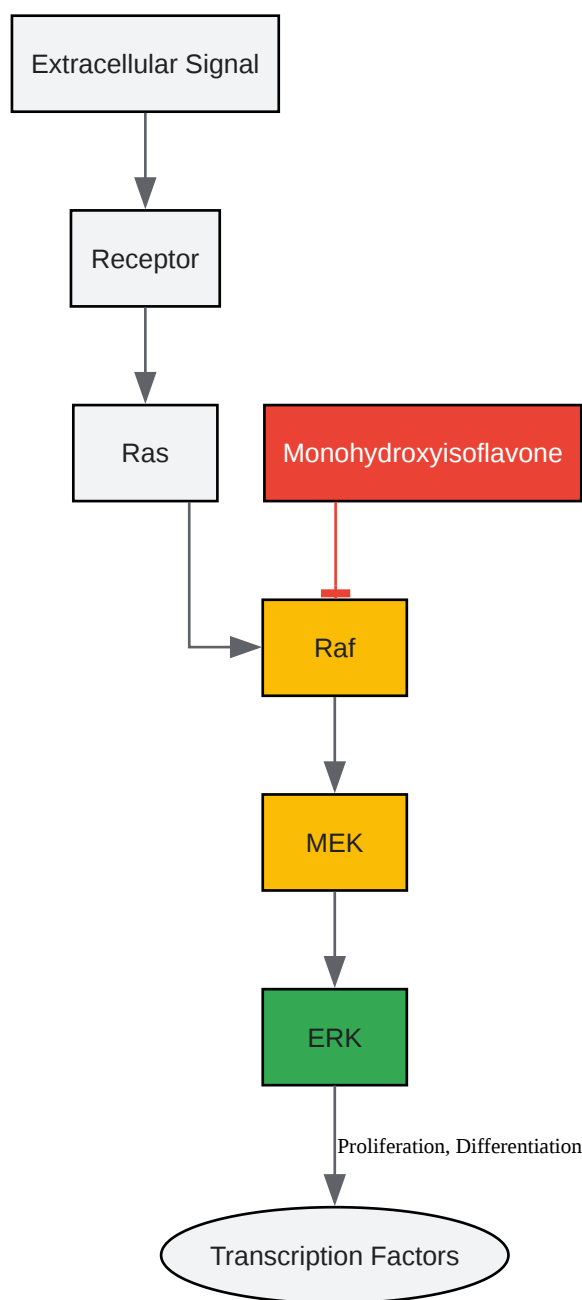 Extracellular Signal
Receptor
Ras
Monohydroxyisoflavone
Raf
MEK
ERK
Proliferation, Differentiation
Transcription Factors